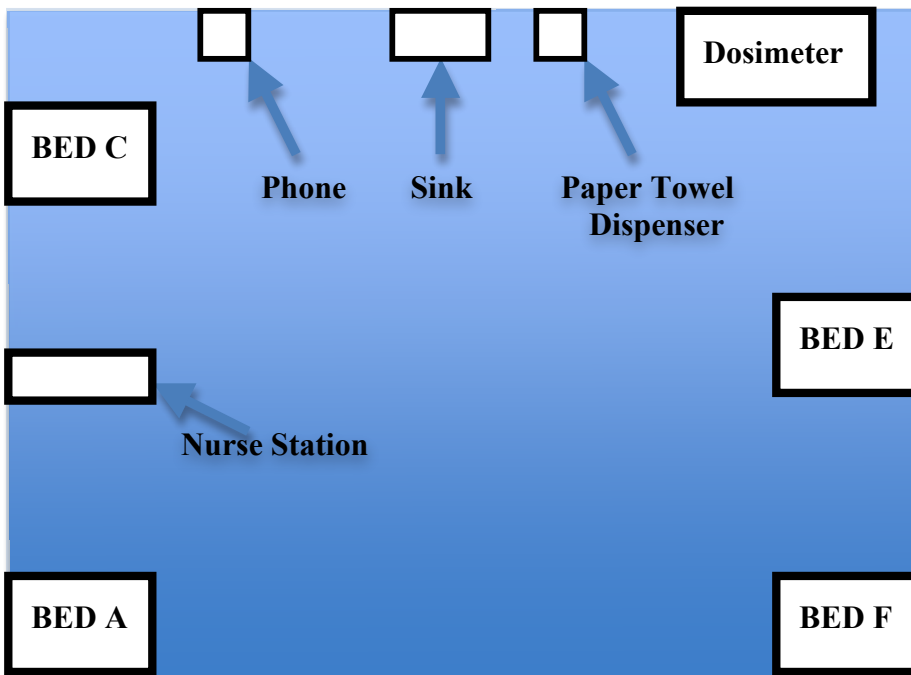 Dosimeter
BED C
Phone
Sink
Paper Towel
Dispenser
BED E
Nurse Station
BED A
BED F